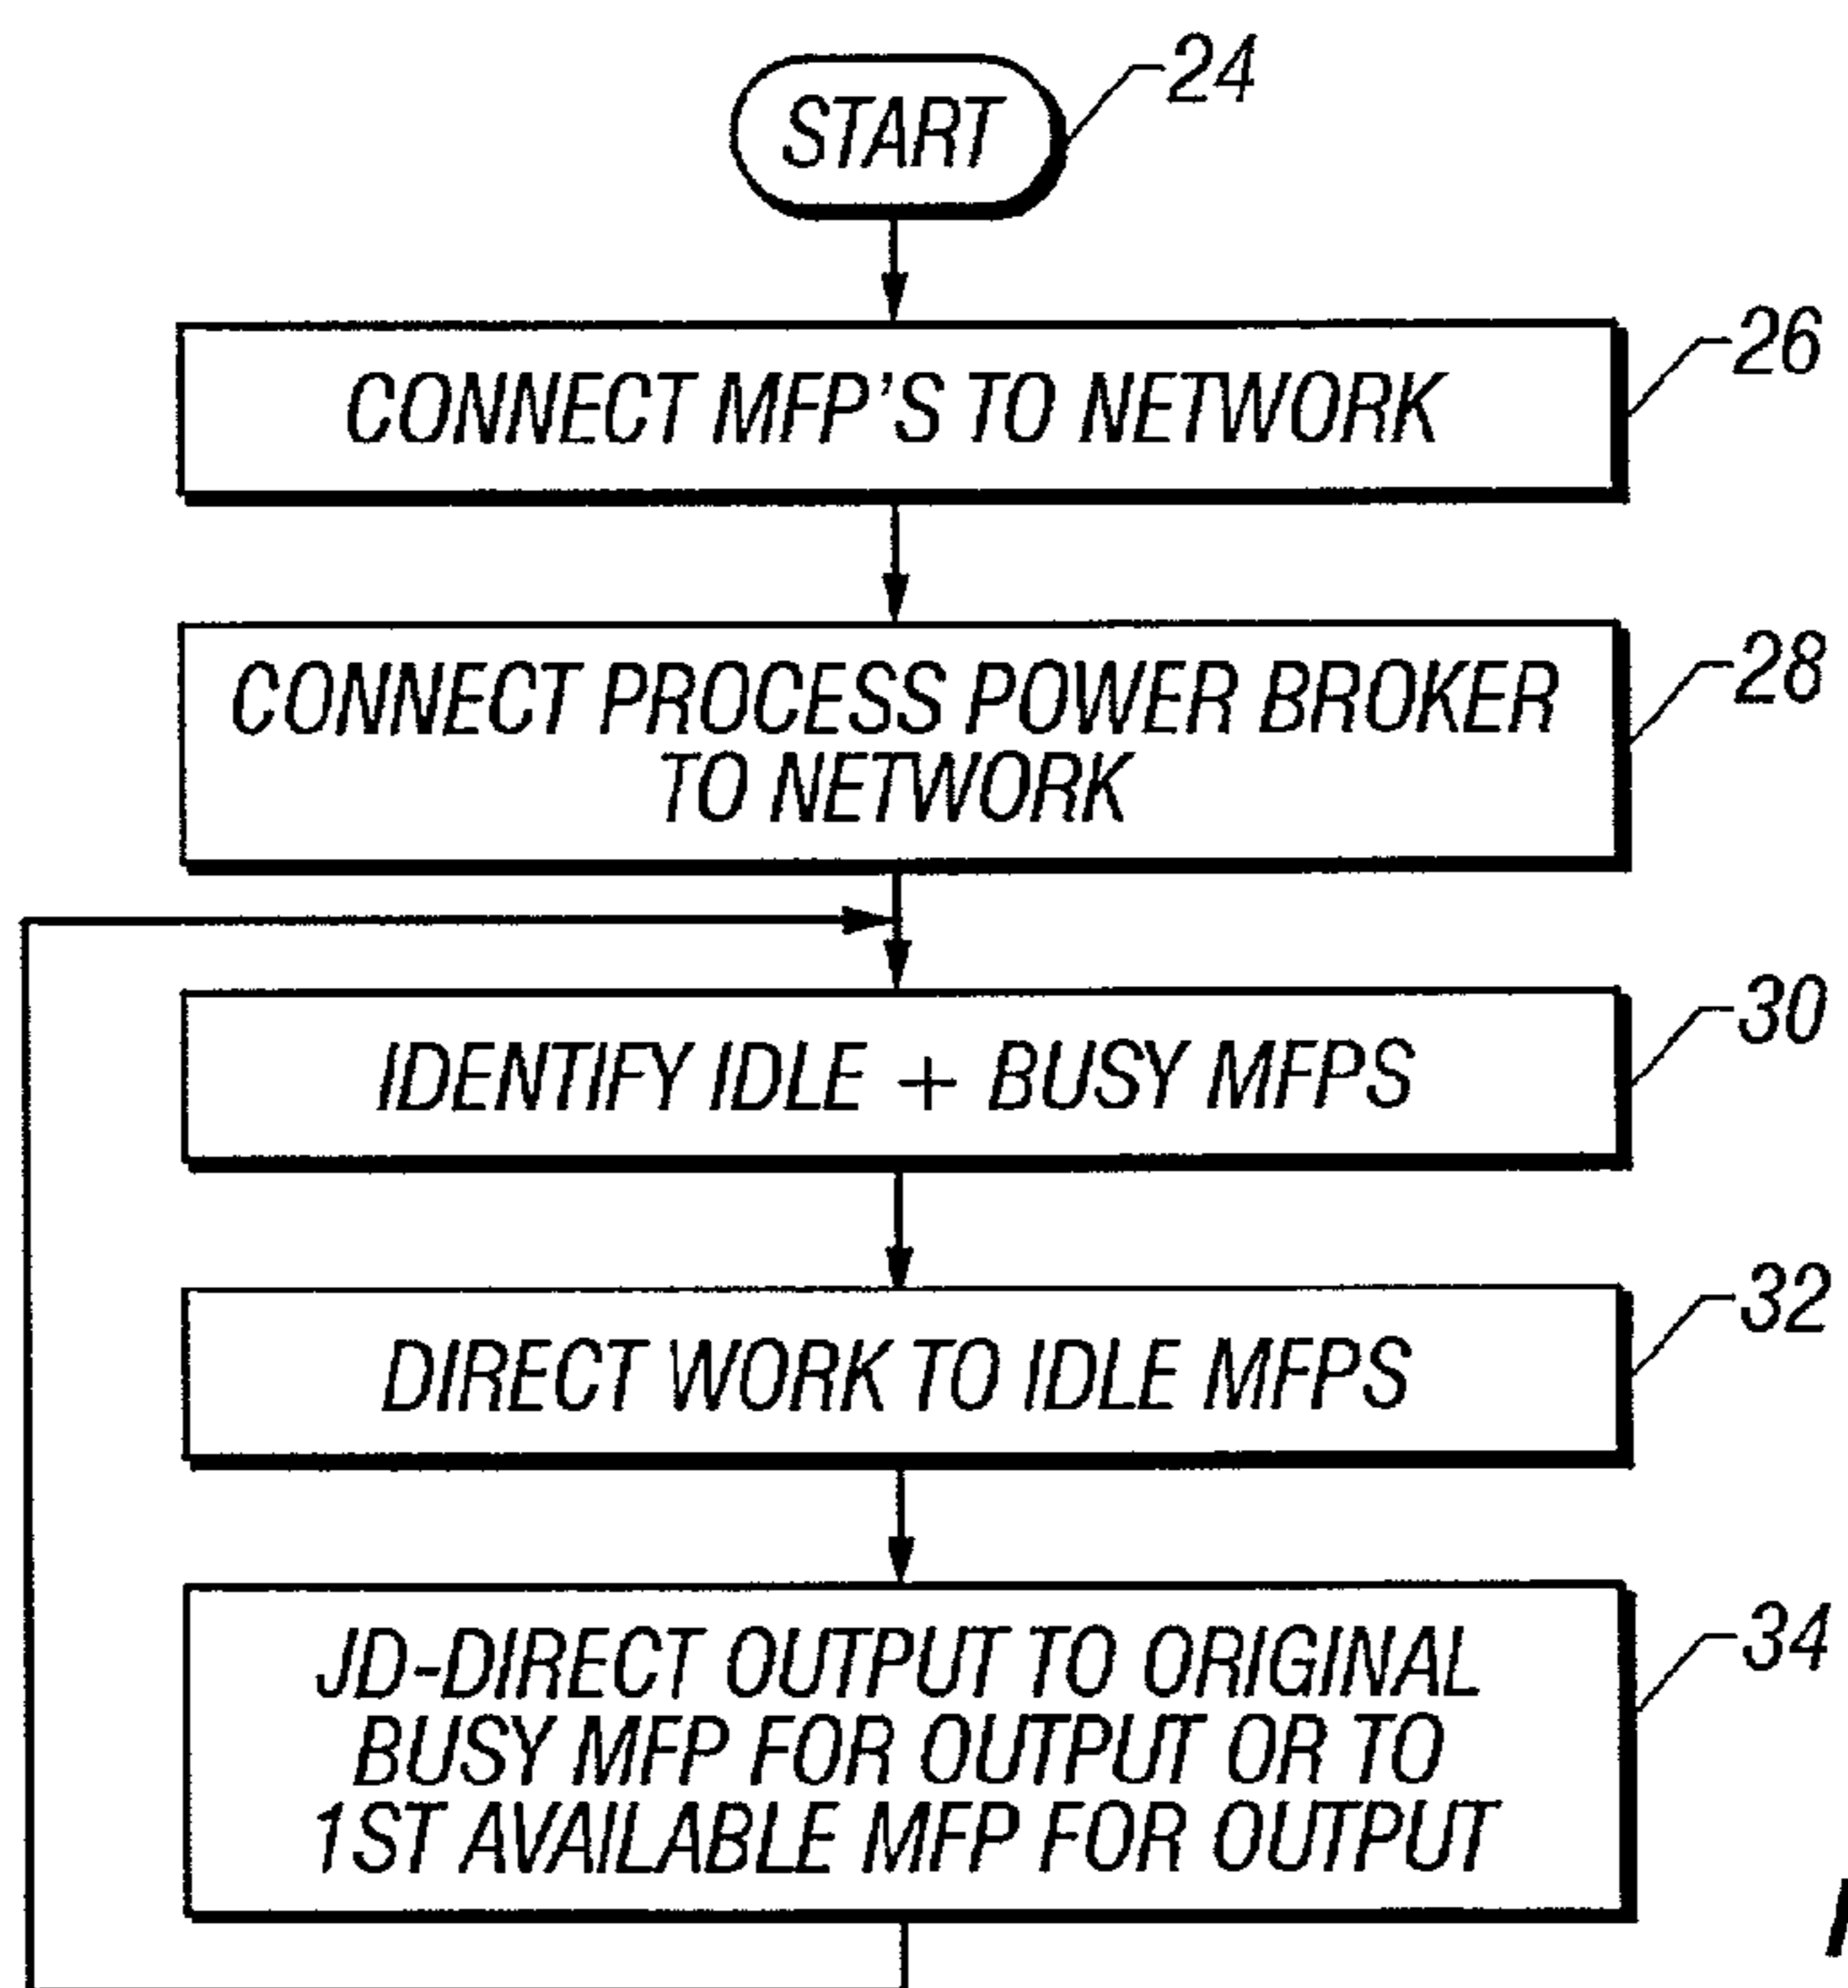 START
24
CONNECT MFP'S TO NETWORK
26
CONNECT PROCESS POWER BROKER
TO NETWORK
28
IDENTIFY IDLE + BUSY MFPS
30
DIRECT WORK TO IDLE MFPS
32
JD-DIRECT OUTPUT TO ORIGINAL
BUSY MFP FOR OUTPUT OR TO
1ST AVAILABLE MFP FOR OUTPUT
34